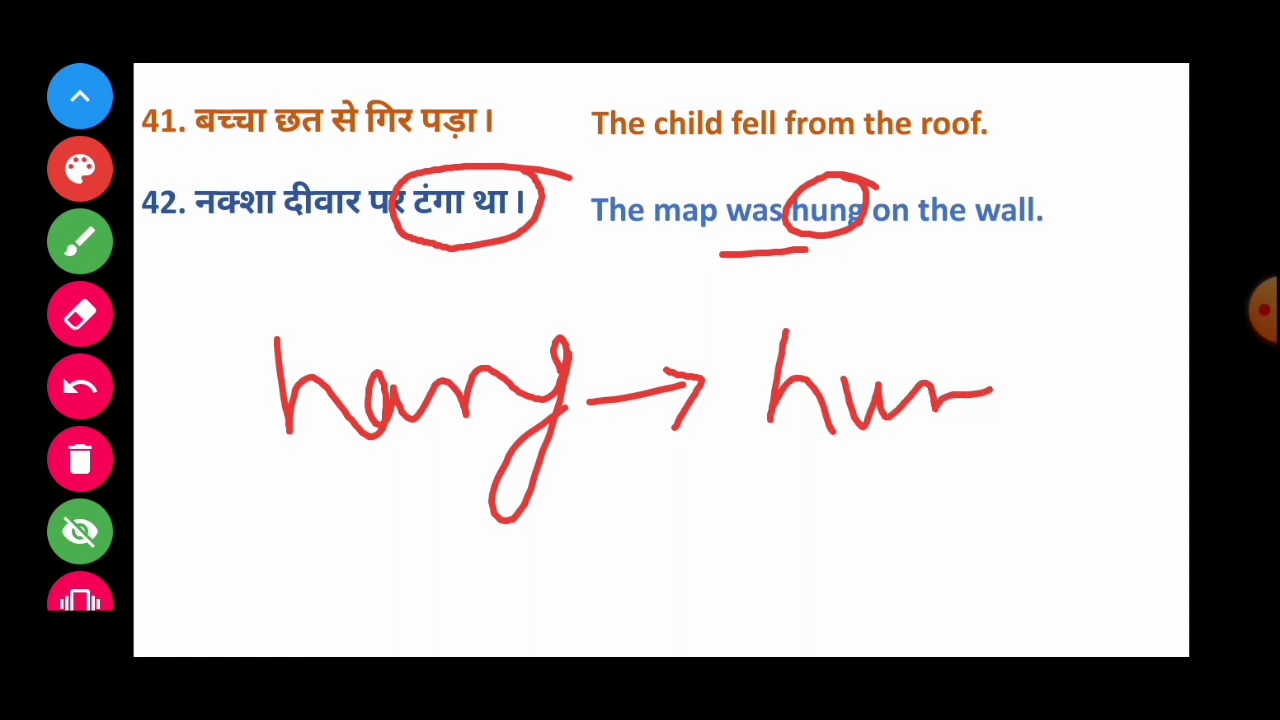 41. बच्चा छत से गिर पड़ा । The child fell from the roof.
42. नक्शा दीवार पर टंगा था । The map was hung on the wall.
hang → hun